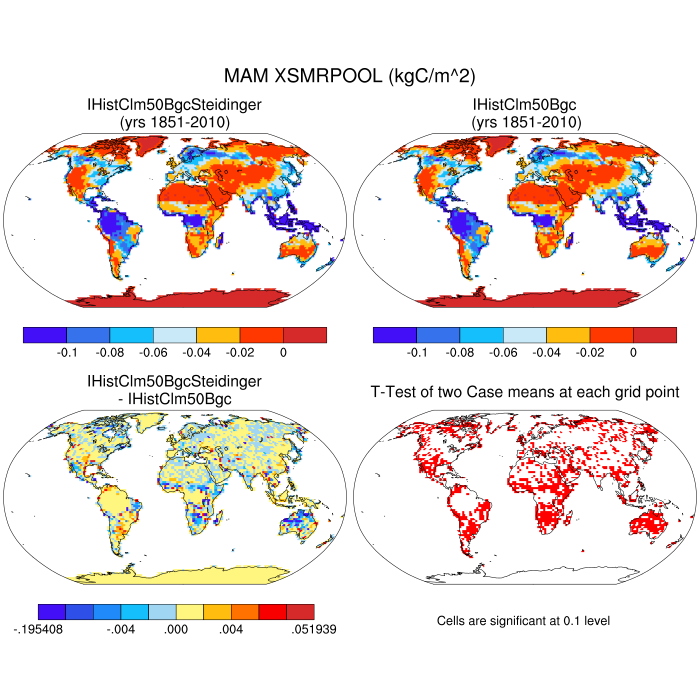 MAM XSMRPOOL (kgC/m^2)
IHistClm50BgcSteidinger
(yrs 1851-2010)
IHistClm50Bgc
(yrs 1851-2010)
-0.1 -0.08 -0.06 -0.04 -0.02 0
-0.1 -0.08 -0.06 -0.04 -0.02 0
IHistClm50BgcSteidinger
- IHistClm50Bgc
T-Test of two Case means at each grid point
-.195408 -.004 .000 .004 .051939
Cells are significant at 0.1 level